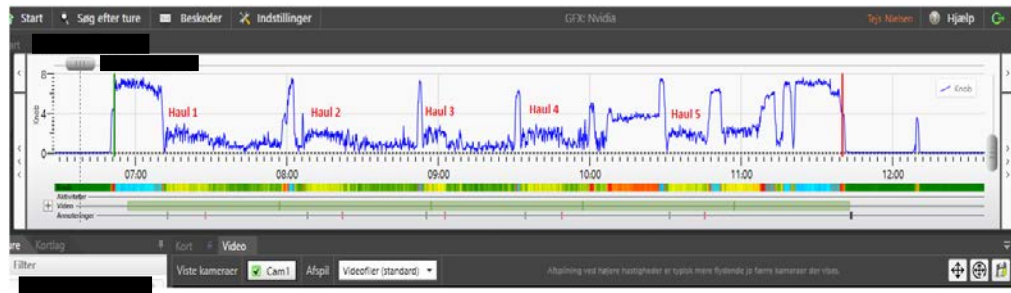 Start Søg efter ture Beskeder Indstillinger GFX: Nvidia Tejs Nielsen Hjælp
8
4
0
Knob
Haul 1 Haul 2 Haul 3 Haul 4 Haul 5
Knob
07:00 08:00 09:00 10:00 11:00 12:00
Aktiviteter
Video
Annoteringer
Kortlag Kort Video
Filter
Viste kameraer Cam1 Afspil Videofiler (standard)
Afspilning ved højere hastigheder er typisk mere flydende jo færre kameraer der vises.